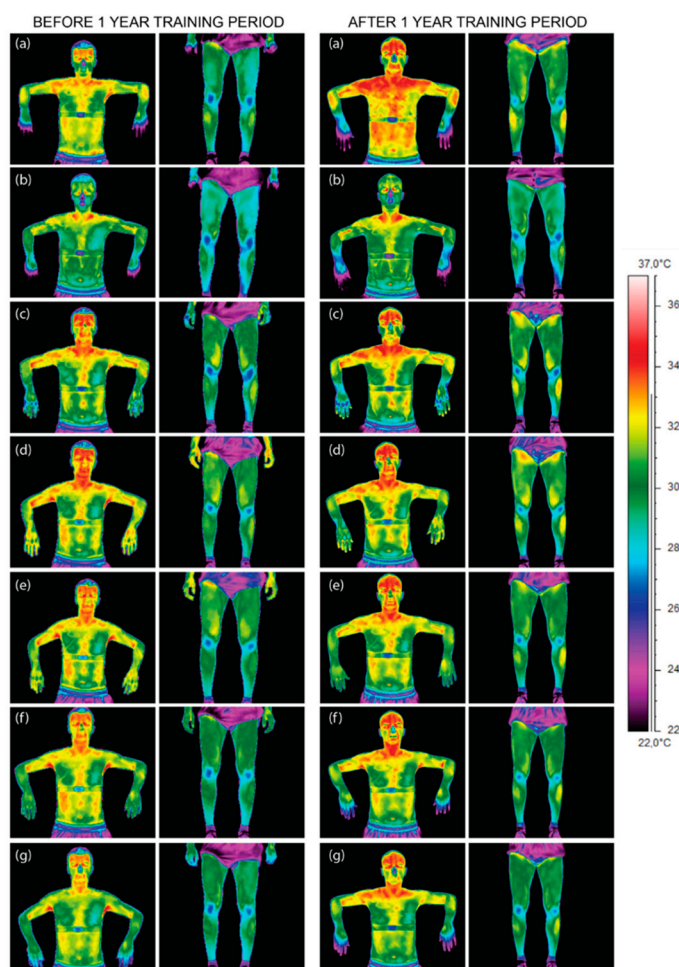 BEFORE 1 YEAR TRAINING PERIOD
AFTER 1 YEAR TRAINING PERIOD
(a)
(a)
(b)
(b)
37,0°C
36
(c)
(c)
34
32
(d)
(d)
30
28
(e)
(e)
26
24
(f)
(f)
22
22,0°C
(g)
(g)